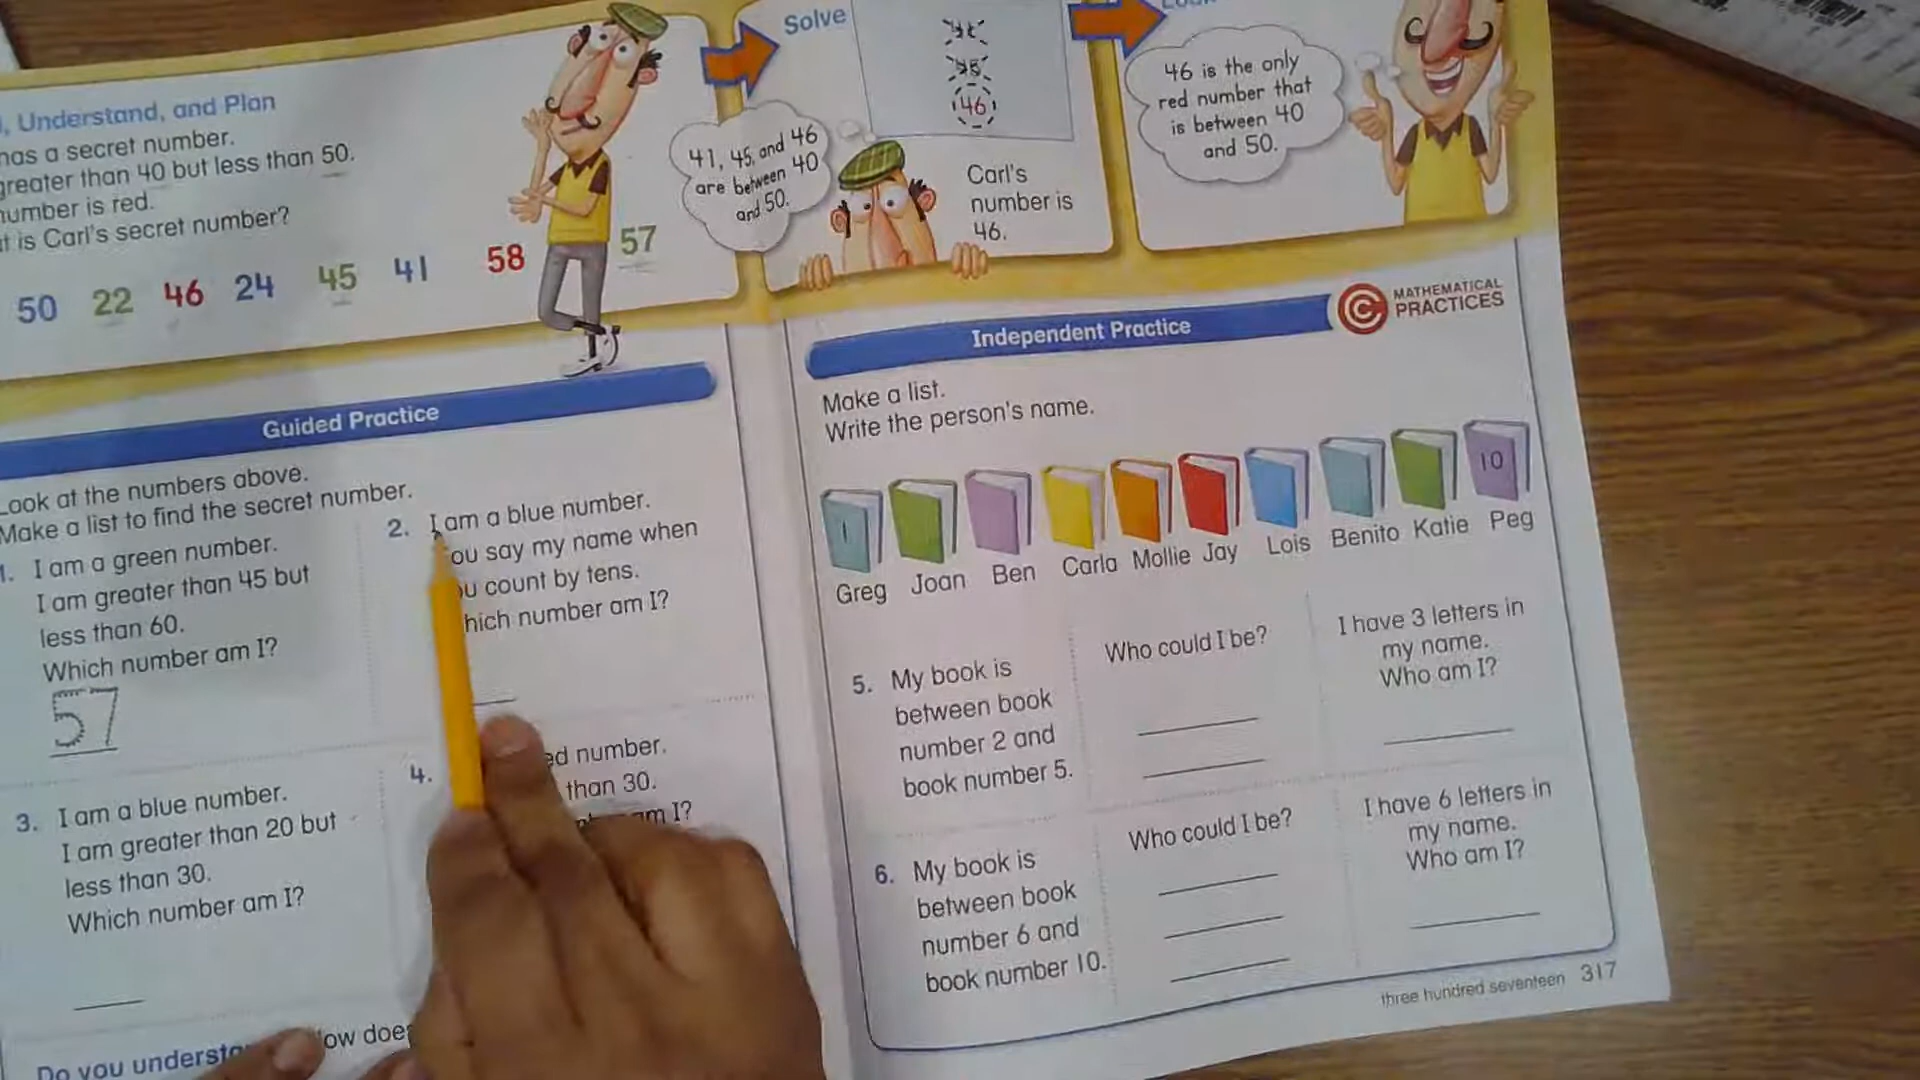 Understand, and Plan
has a secret number.
greater than 40 but less than 50.
number is red.
is Carl's secret number?
50 22 46 24 45 41 58 57
Solve
41, 45, and 46
are between 40
and 50.
46
Carl's
number is
46.
46 is the only
red number that
is between 40
and 50.
Guided Practice
Look at the numbers above.
Make a list to find the secret number.
1. I am a green number.
I am greater than 45 but
less than 60.
Which number am I?
57
2. I am a blue number.
ou say my name when
ou count by tens.
hich number am I?
3. I am a blue number.
I am greater than 20 but
less than 30.
Which number am I?
4.
ed number.
than 30.
am I?
Do you understa
ow doe
Independent Practice
MATHEMATICAL
PRACTICES
Make a list.
Write the person's name.
1 10
Greg Joan Ben Carla Mollie Jay Lois Benito Katie Peg
5. My book is
between book
number 2 and
book number 5.
Who could I be?
I have 3 letters in
my name.
Who am I?
6. My book is
between book
number 6 and
book number 10.
Who could I be?
I have 6 letters in
my name.
Who am I?
three hundred seventeen 317